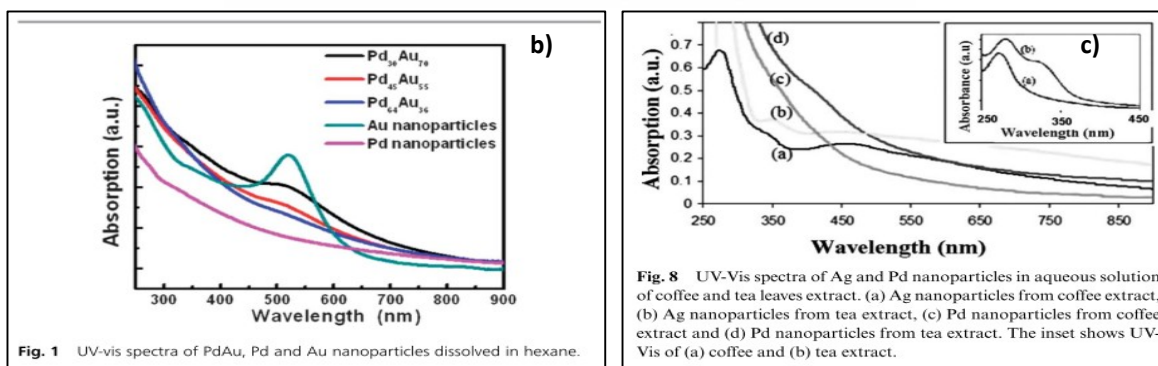 b)
Pd30Au70
Pd45Au55
Pd64Au36
Au nanoparticles
Pd nanoparticles
Absorption (a.u.)
300 400 500 600 700 800 900
Wavelength (nm)
Fig. 1 UV-vis spectra of PdAu, Pd and Au nanoparticles dissolved in hexane.
c)
0.7
0.6
0.5
0.4
0.3
0.2
0.1
0
Absorption (a.u.)
(d)
(c)
(b)
(a)
250 350 450 550 650 750 850
Wavelength (nm)
Absorbance (a.u)
(b)
(a)
250 350 450
Wavelength (nm)
Fig. 8 UV-Vis spectra of Ag and Pd nanoparticles in aqueous solution
of coffee and tea leaves extract. (a) Ag nanoparticles from coffee extract,
(b) Ag nanoparticles from tea extract, (c) Pd nanoparticles from coffee
extract and (d) Pd nanoparticles from tea extract. The inset shows UV-
Vis of (a) coffee and (b) tea extract.